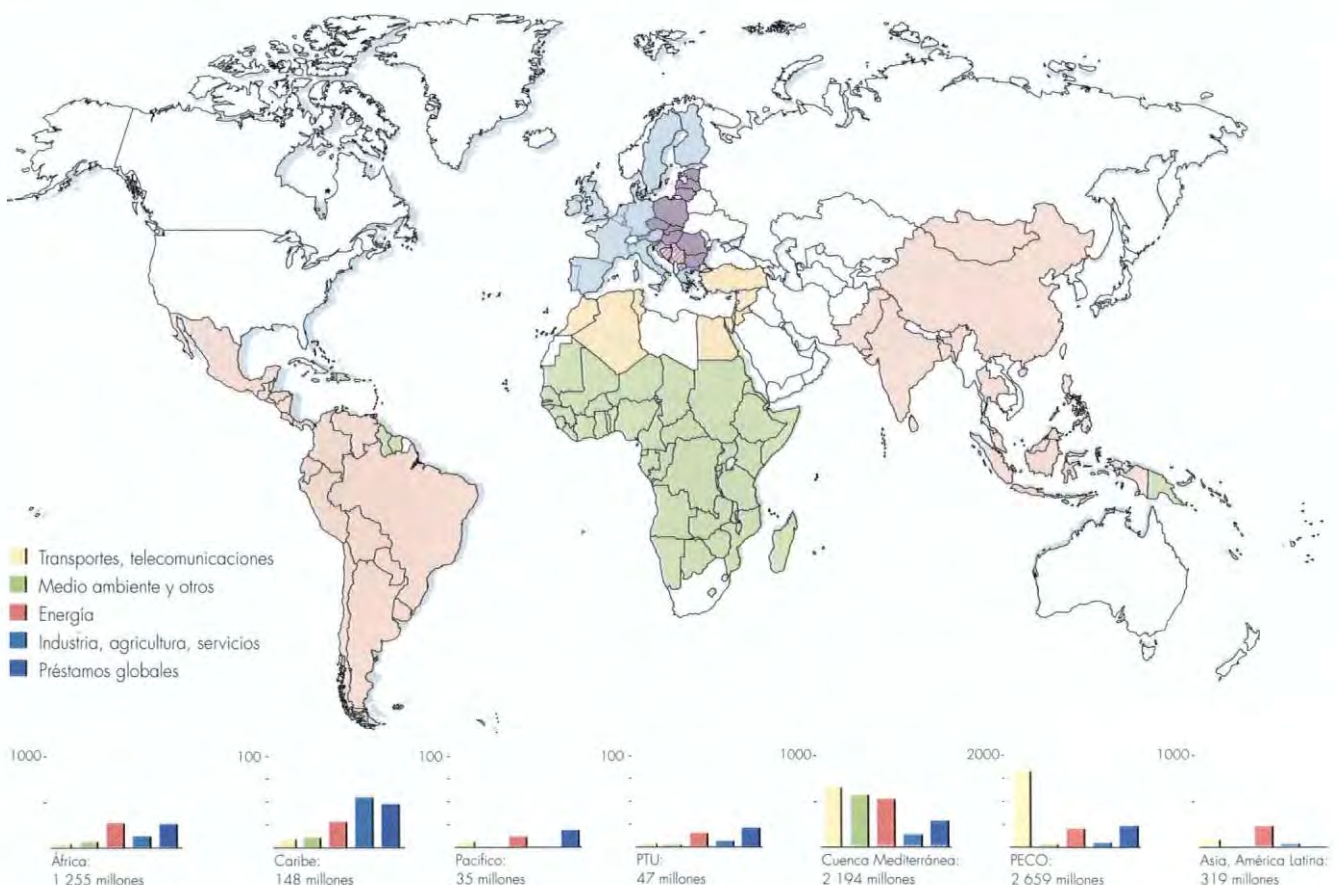 Transportes, telecomunicaciones
Medio ambiente y otros
Energía
Industria, agricultura, servicios
Préstamos globales
1000-
100-
100-
100-
1000-
2000-
1000-
África:
1 255 millones
Caribe:
148 millones
Pacífico:
35 millones
PTU:
47 millones
Cuenca Mediterránea:
2 194 millones
PECO:
2 659 millones
Asia, América Latina:
319 millones